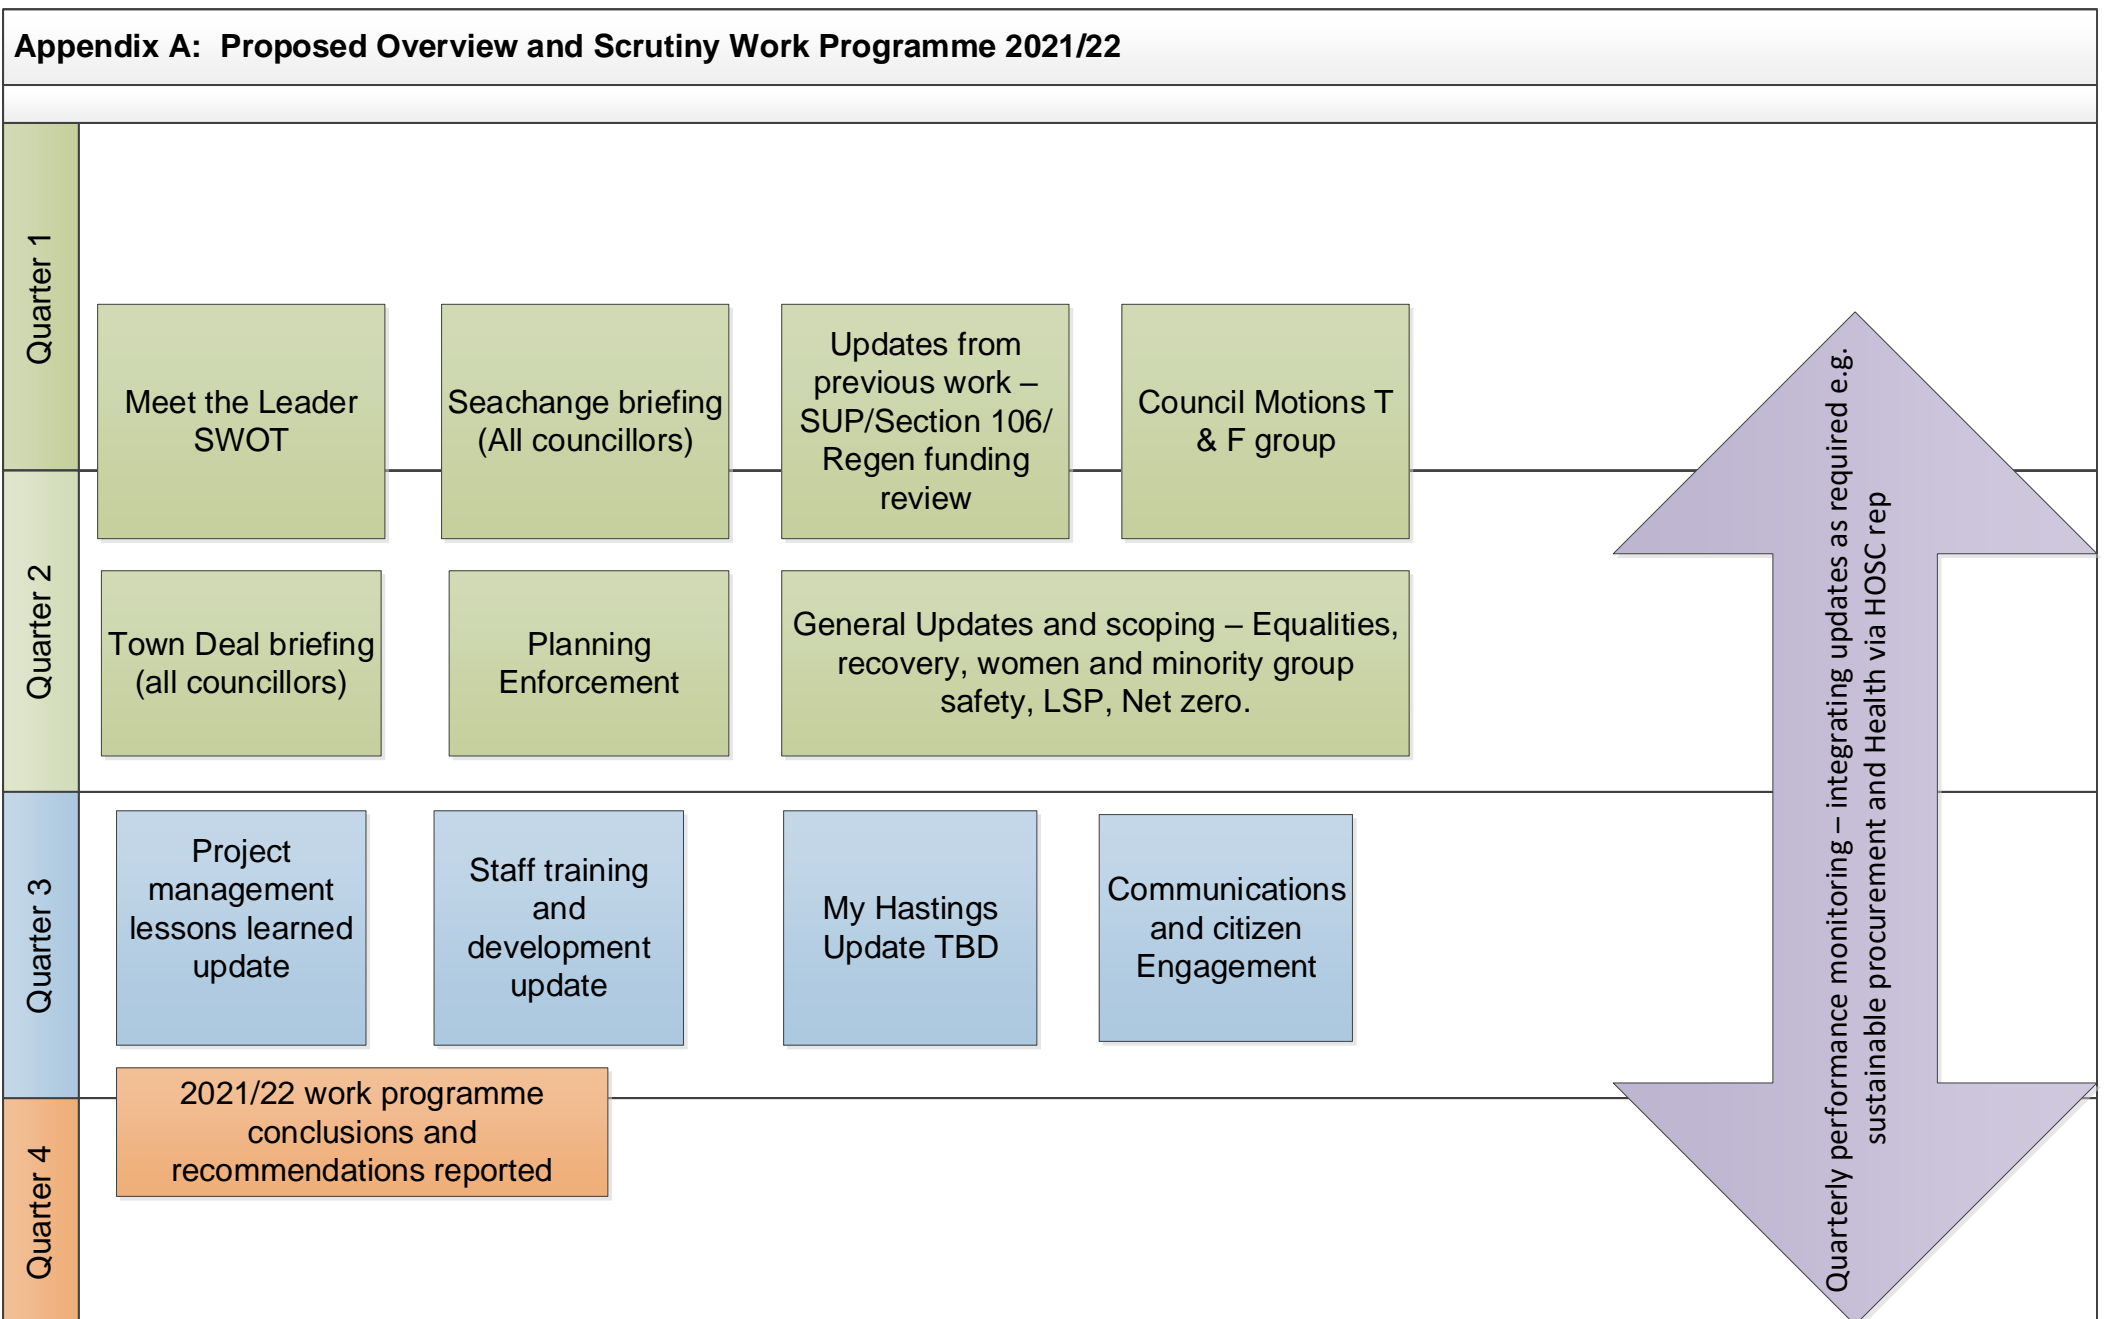 Appendix A: Proposed Overview and Scrutiny Work Programme 2021/22
Quarter 1
Meet the Leader
SWOT
Seachange briefing
(All councillors)
Updates from
previous work –
SUP/Section 106/
Regen funding
review
Council Motions T
& F group
Quarter 2
Town Deal briefing
(all councillors)
Planning
Enforcement
General Updates and scoping – Equalities,
recovery, women and minority group
safety, LSP, Net zero.
Quarter 3
Project
management
lessons learned
update
Staff training
and
development
update
My Hastings
Update TBD
Communications
and citizen
Engagement
Quarter 4
2021/22 work programme
conclusions and
recommendations reported
Quarterly performance monitoring – integrating updates as required e.g.
sustainable procurement and Health via HOSC rep